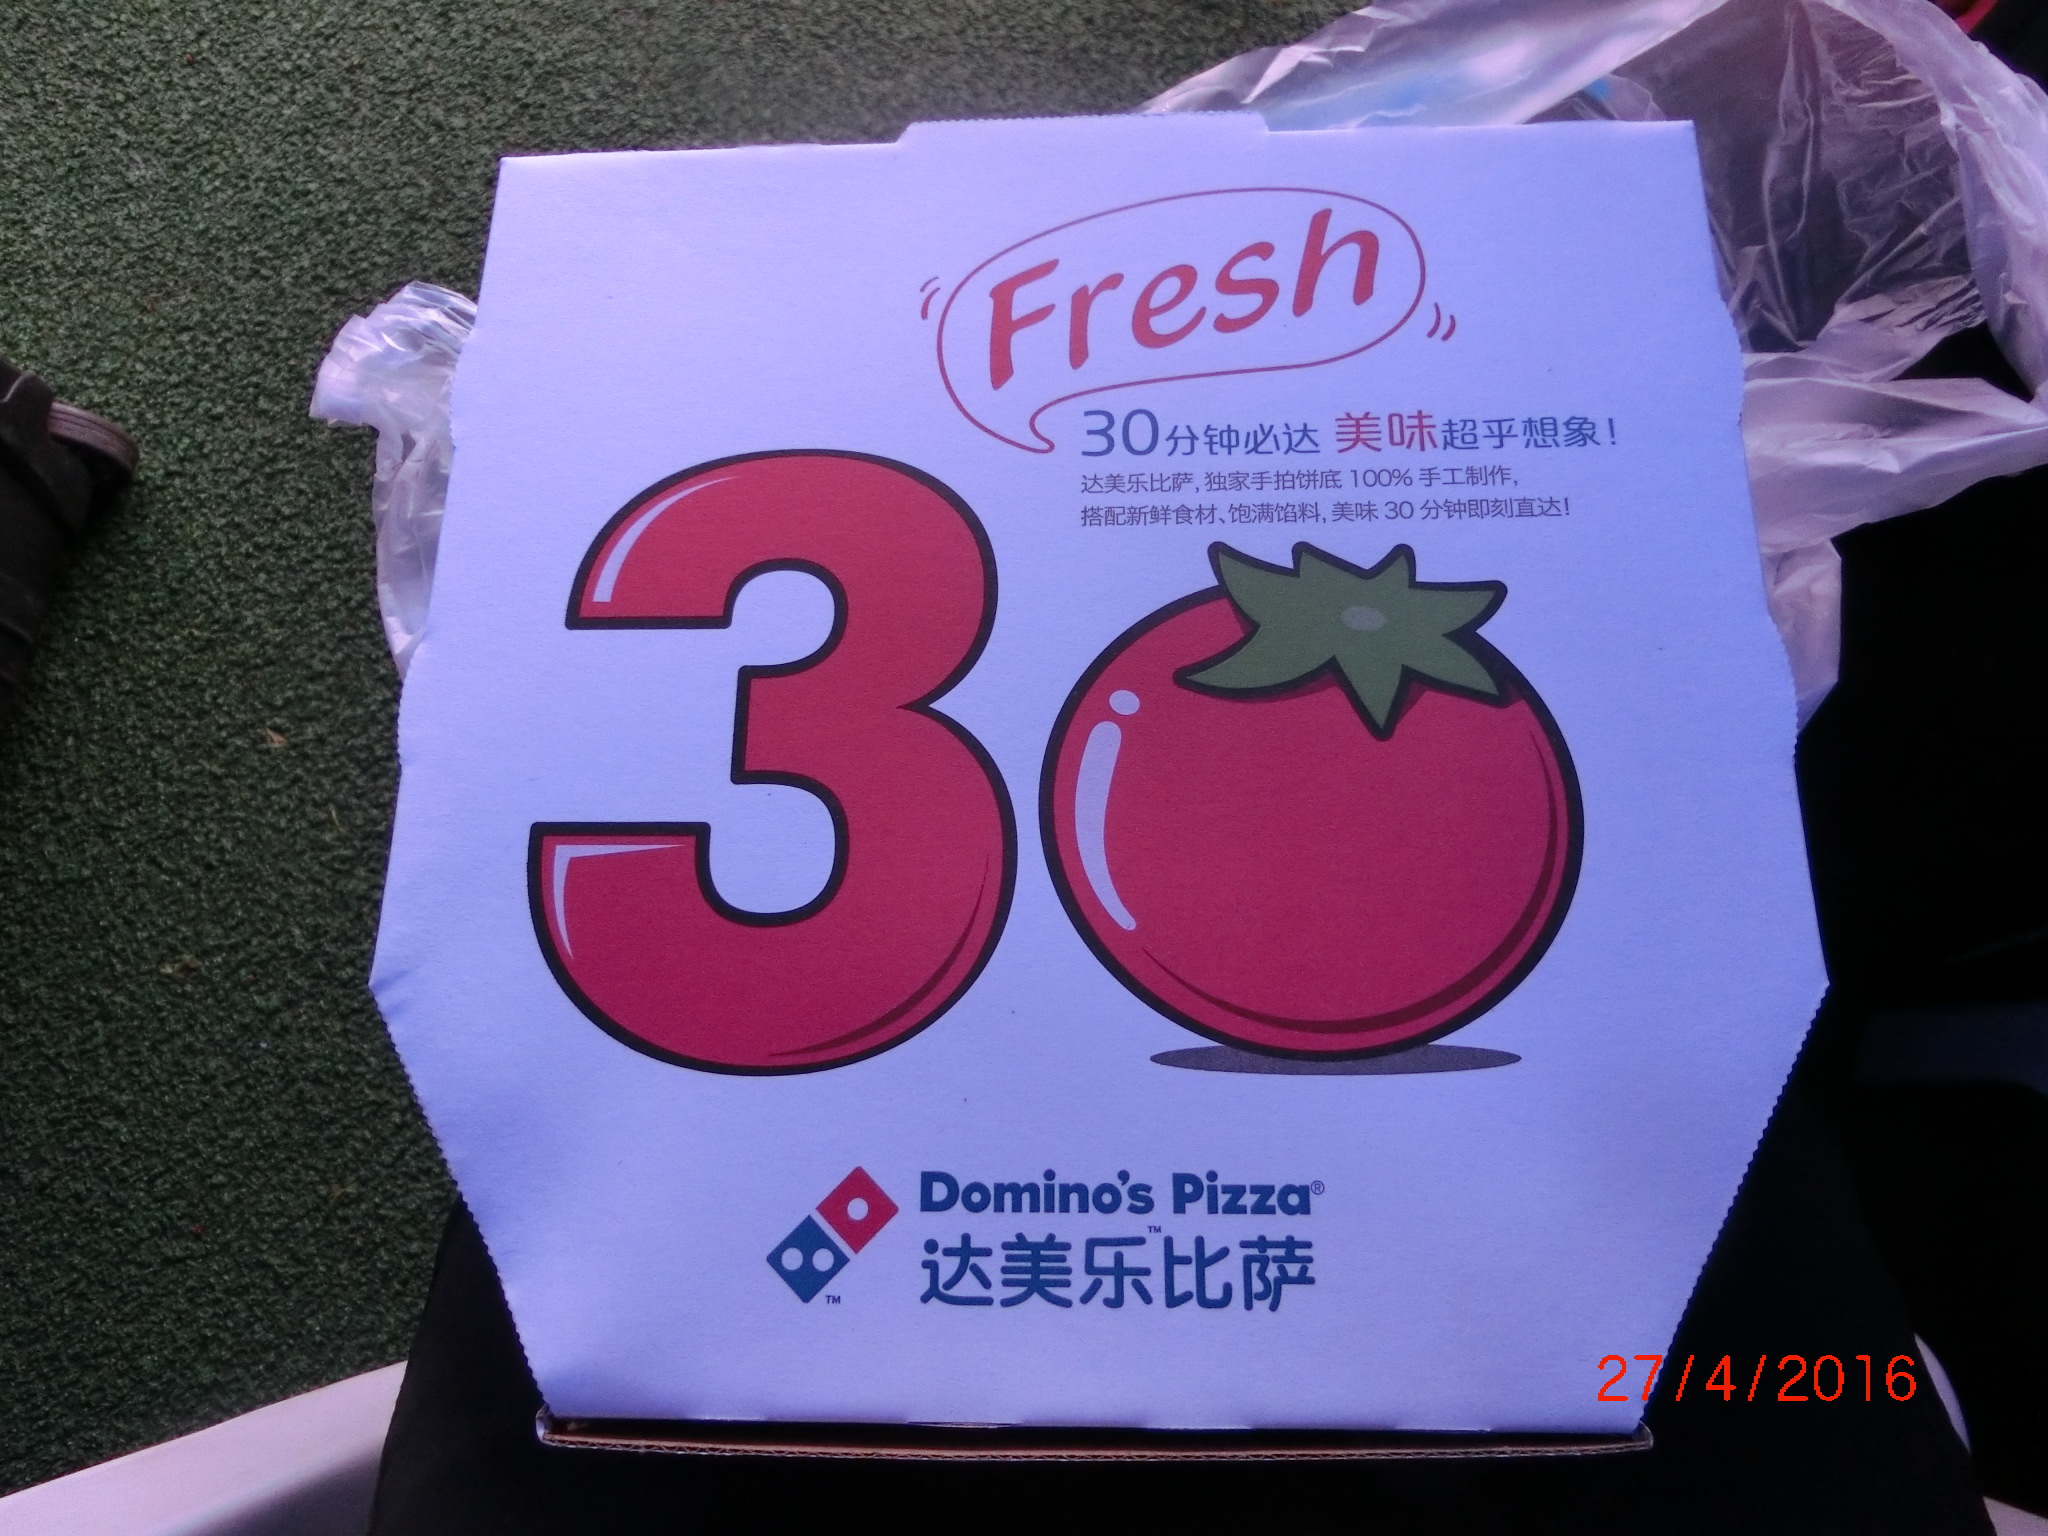 Fresh
30分钟必达 美味超乎想象!
达美乐比萨,独家手拍饼底 100% 手工制作,
搭配新鲜食材、饱满馅料,美味 30 分钟即刻直达!
30
Domino's Pizza®
达美乐™比萨
TM
27/4/2016